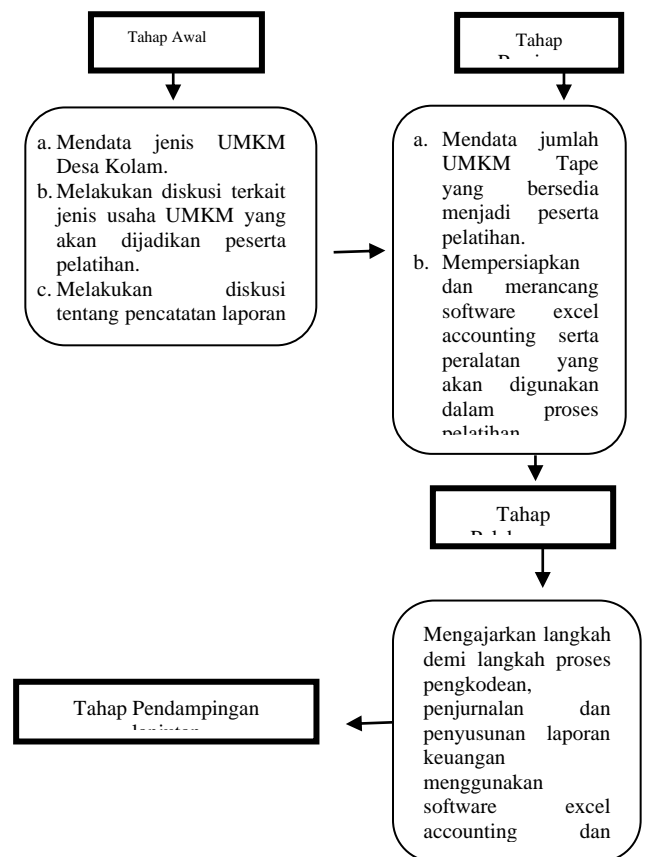 Tahap Awal
a. Mendata jenis UMKM
Desa Kolam.
b. Melakukan diskusi terkait
jenis usaha UMKM yang
akan dijadikan peserta
pelatihan.
c. Melakukan diskusi
tentang pencatatan laporan
Tahap
a. Mendata jumlah
UMKM Tape
yang bersedia
menjadi peserta
pelatihan.
b. Mempersiapkan
dan merancang
software excel
accounting serta
peralatan yang
akan digunakan
dalam proses
pelatihan
Tahap
Mengajarkan langkah
demi langkah proses
pengkodean,
penjurnalan dan
penyusunan laporan
keuangan
menggunakan
software excel
accounting dan
Tahap Pendampingan
lanjutan